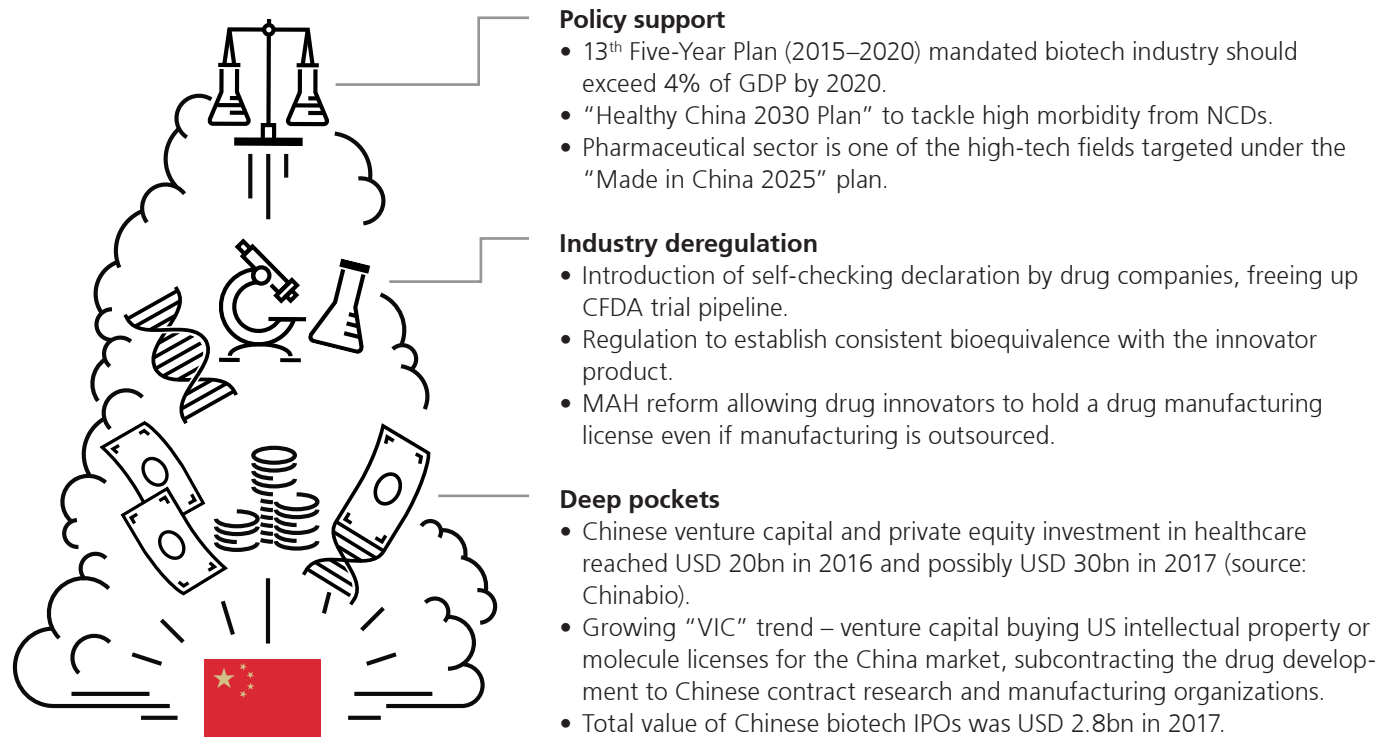 Policy support
• 13th Five-Year Plan (2015–2020) mandated biotech industry should
exceed 4% of GDP by 2020.
• “Healthy China 2030 Plan” to tackle high morbidity from NCDs.
• Pharmaceutical sector is one of the high-tech fields targeted under the
“Made in China 2025” plan.
Industry deregulation
• Introduction of self-checking declaration by drug companies, freeing up
CFDA trial pipeline.
• Regulation to establish consistent bioequivalence with the innovator
product.
• MAH reform allowing drug innovators to hold a drug manufacturing
license even if manufacturing is outsourced.
Deep pockets
• Chinese venture capital and private equity investment in healthcare
reached USD 20bn in 2016 and possibly USD 30bn in 2017 (source:
Chinabio).
• Growing “VIC” trend – venture capital buying US intellectual property or
molecule licenses for the China market, subcontracting the drug develop-
ment to Chinese contract research and manufacturing organizations.
• Total value of Chinese biotech IPOs was USD 2.8bn in 2017.